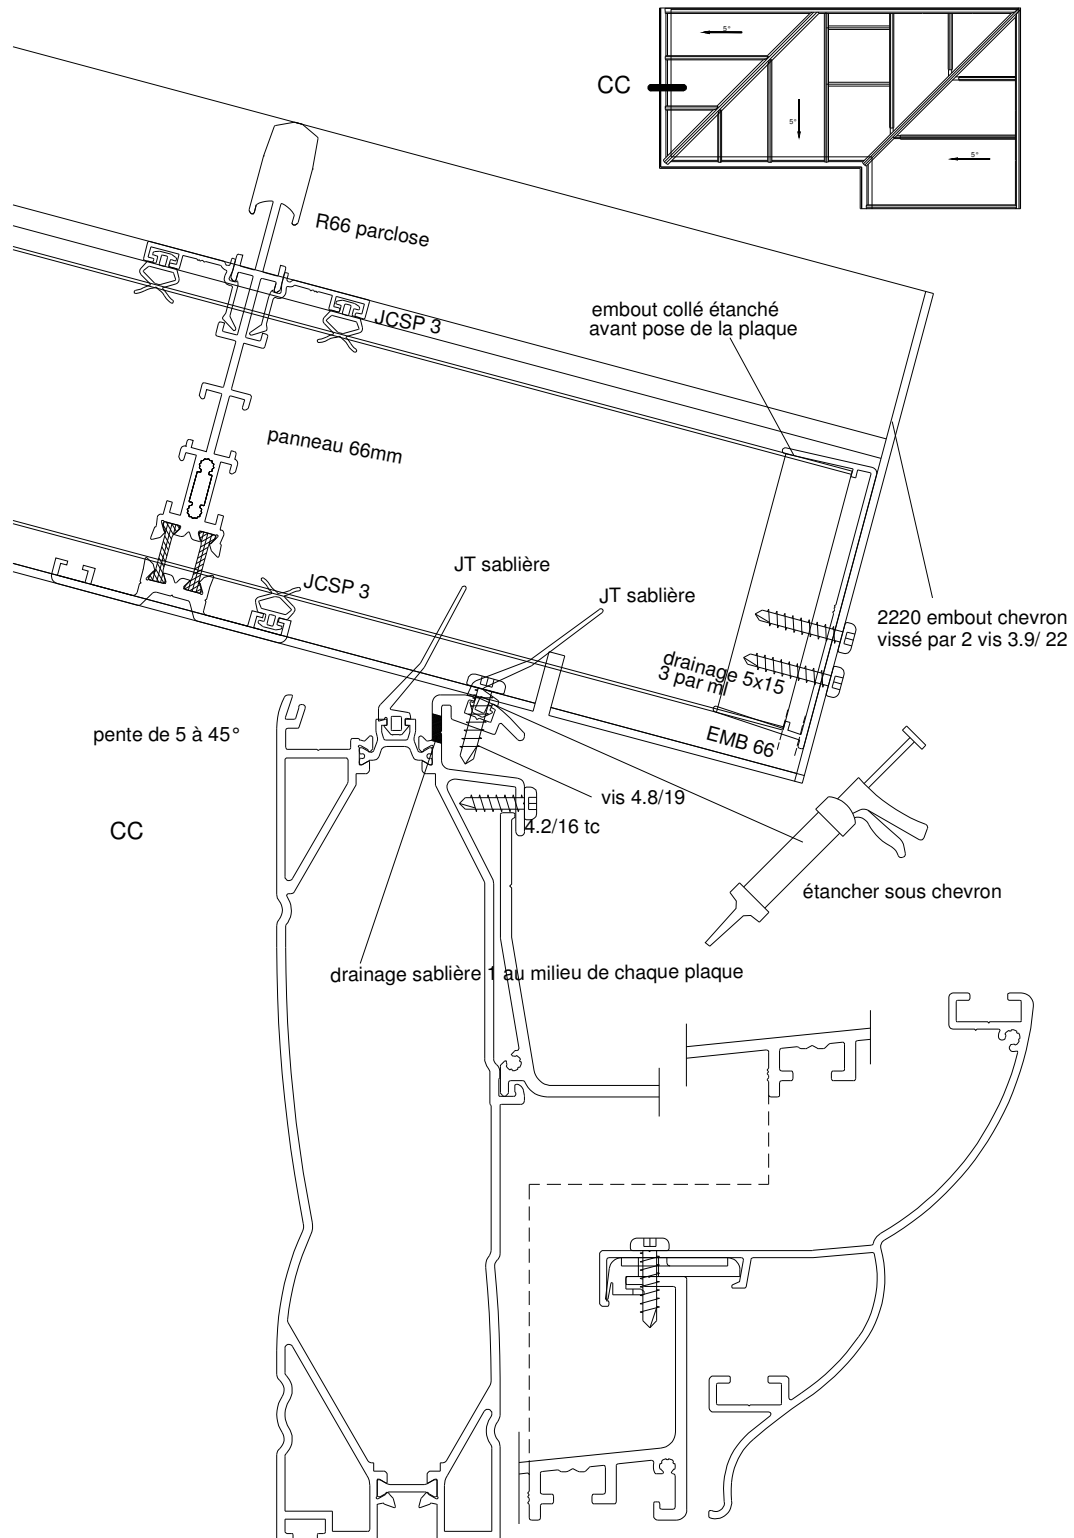 5°
CC
5°
5°
R66 parclose
JCSP 3
embout collé étanché
avant pose de la plaque
panneau 66mm
JT sablière
JCSP 3
JT sablière
2220 embout chevron
vissé par 2 vis 3.9/ 22
drainage 5x15
3 par ml
pente de 5 à 45°
EMB 66
vis 4.8/19
CC
4.2/16 tc
étancher sous chevron
drainage sablière 1 au milieu de chaque plaque